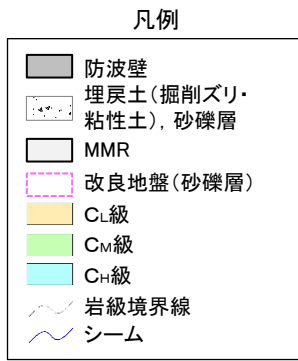 凡例
防波壁
埋戻土(掘削ズリ・
粘性土)，砂礫層
MMR
改良地盤(砂礫層)
CL級
CM級
CH級
岩級境界線
シーム